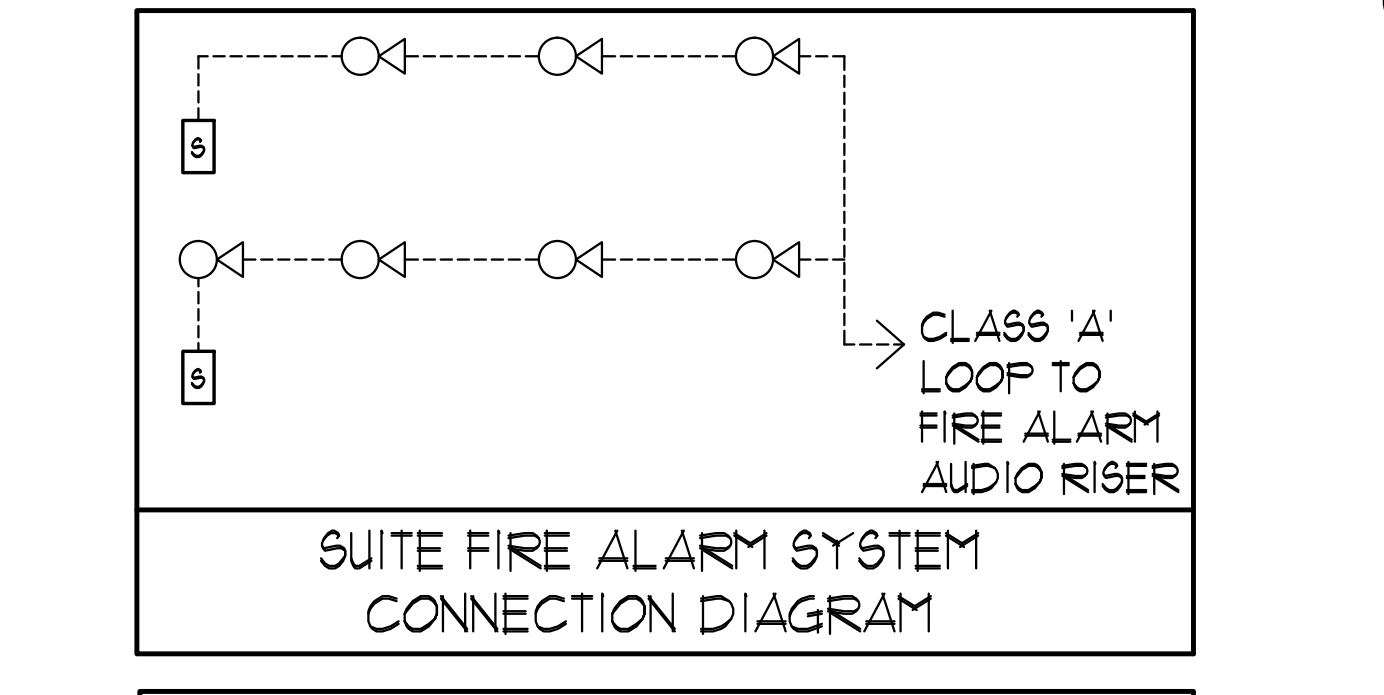 S
S
CLASS 'A'
LOOP TO
FIRE ALARM
AUDIO RISER
SUITE FIRE ALARM SYSTEM
CONNECTION DIAGRAM